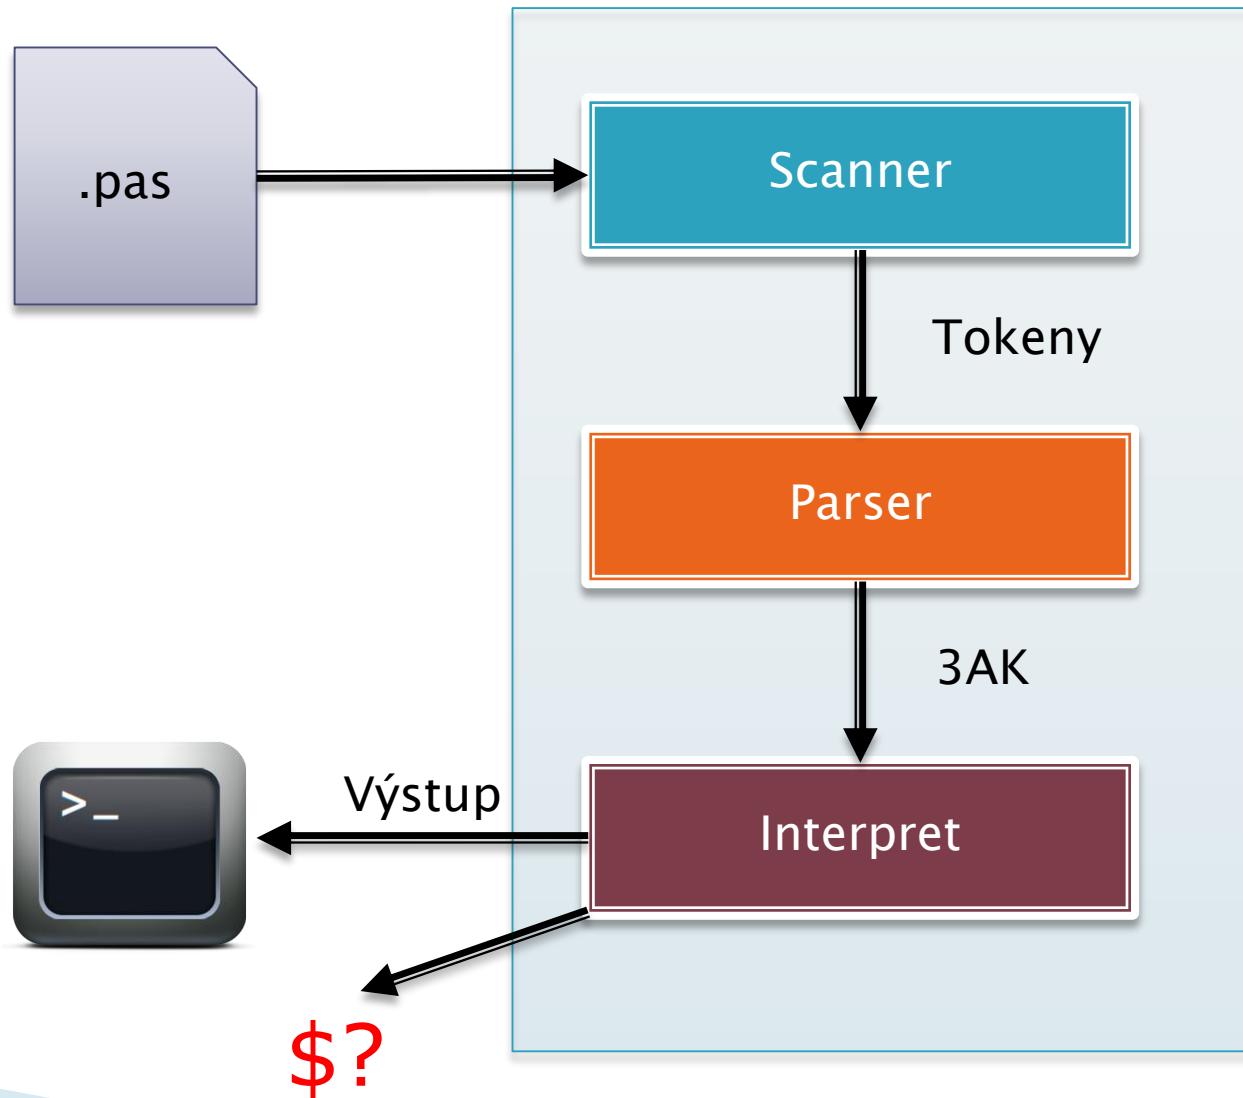 .pas
Scanner
Tokeny
Parser
3AK
Výstup
>_
Interpret
$?